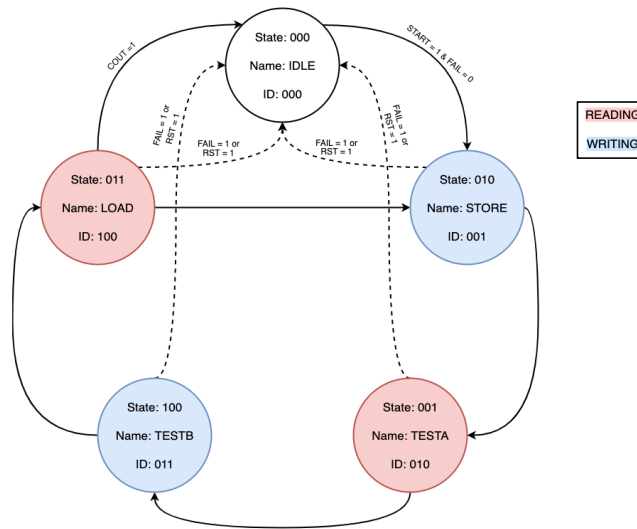 State: 000
Name: IDLE
ID: 000
COUT =1
START = 1 & FAIL = 0
FAIL = 1 or
RST = 1
FAIL = 1 or
RST = 1
FAIL = 1 or
RST = 1
FAIL = 1 or
RST = 1
READING
WRITING
State: 011
Name: LOAD
ID: 100
State: 010
Name: STORE
ID: 001
State: 100
Name: TESTB
ID: 011
State: 001
Name: TESTA
ID: 010